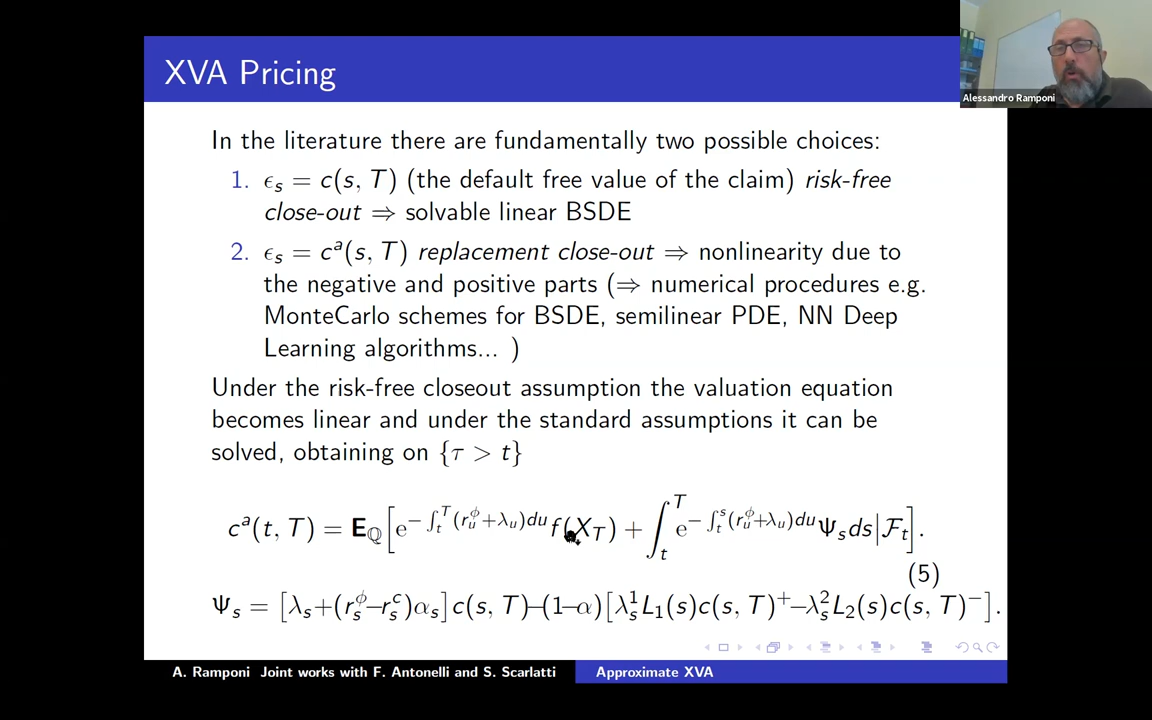 XVA Pricing
Alessandro Ramponi
In the literature there are fundamentally two possible choices:
1. ϵ_s = c(s, T) (the default free value of the claim) risk-free
close-out ⇒ solvable linear BSDE
2. ϵ_s = c^a(s, T) replacement close-out ⇒ nonlinearity due to
the negative and positive parts (⇒ numerical procedures e.g.
MonteCarlo schemes for BSDE, semilinear PDE, NN Deep
Learning algorithms... )
Under the risk-free closeout assumption the valuation equation
becomes linear and under the standard assumptions it can be
solved, obtaining on {τ > t}
c^a(t, T) = E_ℚ[e^{−∫_t^T (r_u^ϕ+λ_u)du} f(X_T) + ∫_t^T e^{−∫_t^s (r_u^ϕ+λ_u)du} Ψ_s ds|ℱ_t].
(5)
Ψ_s = [λ_s+(r_s^ϕ−r_s^c)α_s]c(s, T)−(1−α)[λ_s^1 L_1(s)c(s, T)^+−λ_s^2 L_2(s)c(s, T)^−].
A. Ramponi Joint works with F. Antonelli and S. Scarlatti
Approximate XVA